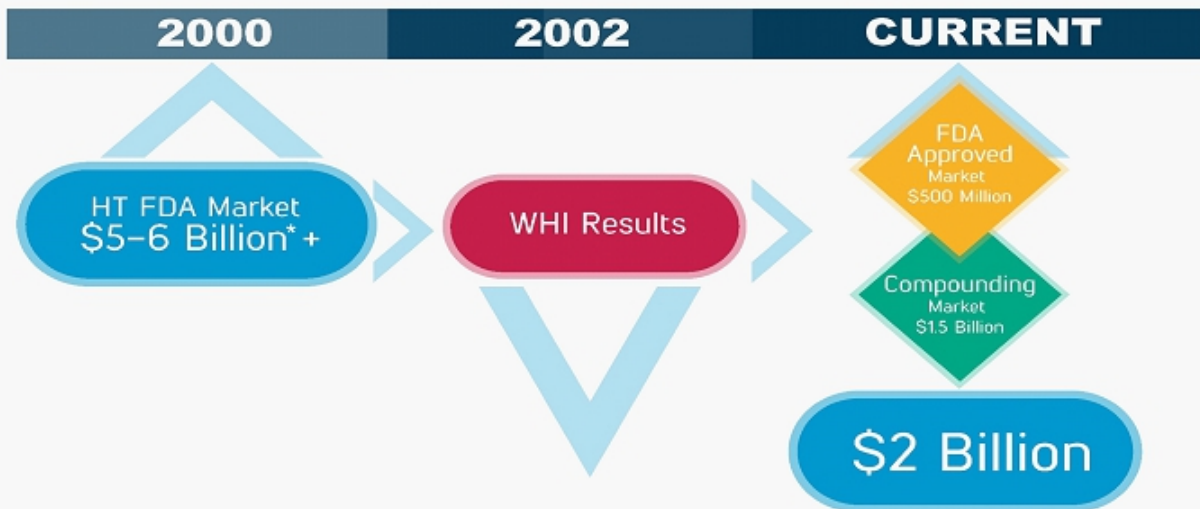 2000
2002
CURRENT
HT FDA Market
$5-6 Billion* +
WHI Results
FDA
Approved
Market
$500 Million
Compounding
Market
$1.5 Billion
$2 Billion